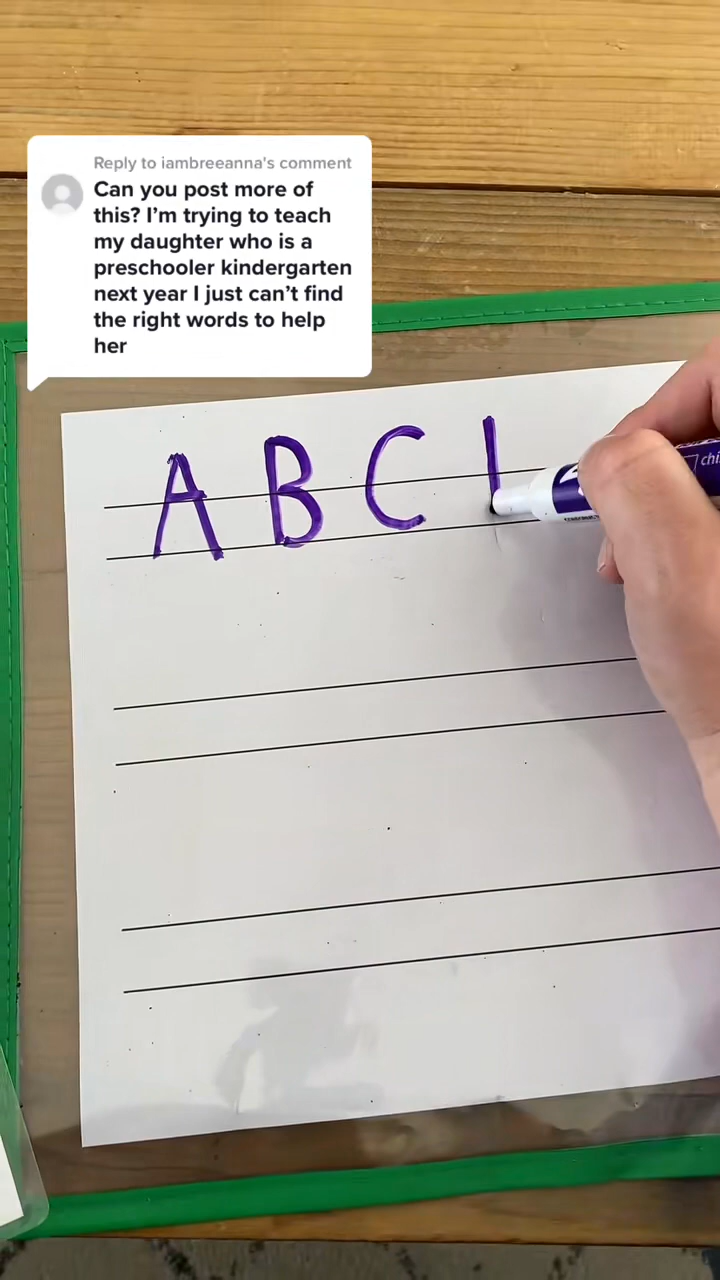 Reply to iambreeanna's comment
Can you post more of
this? I’m trying to teach
my daughter who is a
preschooler kindergarten
next year I just can’t find
the right words to help
her
A B C
chi